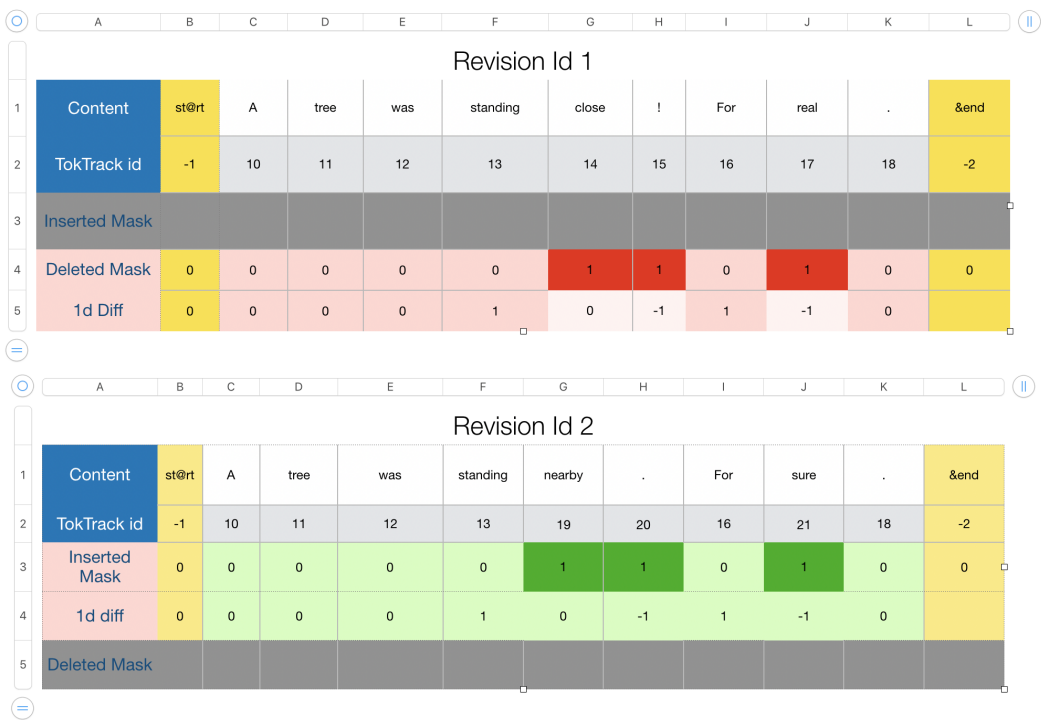 A B C D E F G H I J K L
Revision Id 1
1 Content st@rt A tree was standing close ! For real . &end
2 TokTrack id -1 10 11 12 13 14 15 16 17 18 -2
3 Inserted Mask
4 Deleted Mask 0 0 0 0 0 1 1 0 1 0 0
5 1d Diff 0 0 0 0 1 0 -1 1 -1 0
A B C D E F G H I J K L
Revision Id 2
1 Content st@rt A tree was standing nearby . For sure . &end
2 TokTrack id -1 10 11 12 13 19 20 16 21 18 -2
Inserted
3 Mask 0 0 0 0 0 1 1 0 1 0 0
4 1d diff 0 0 0 0 1 0 -1 1 -1 0
5 Deleted Mask